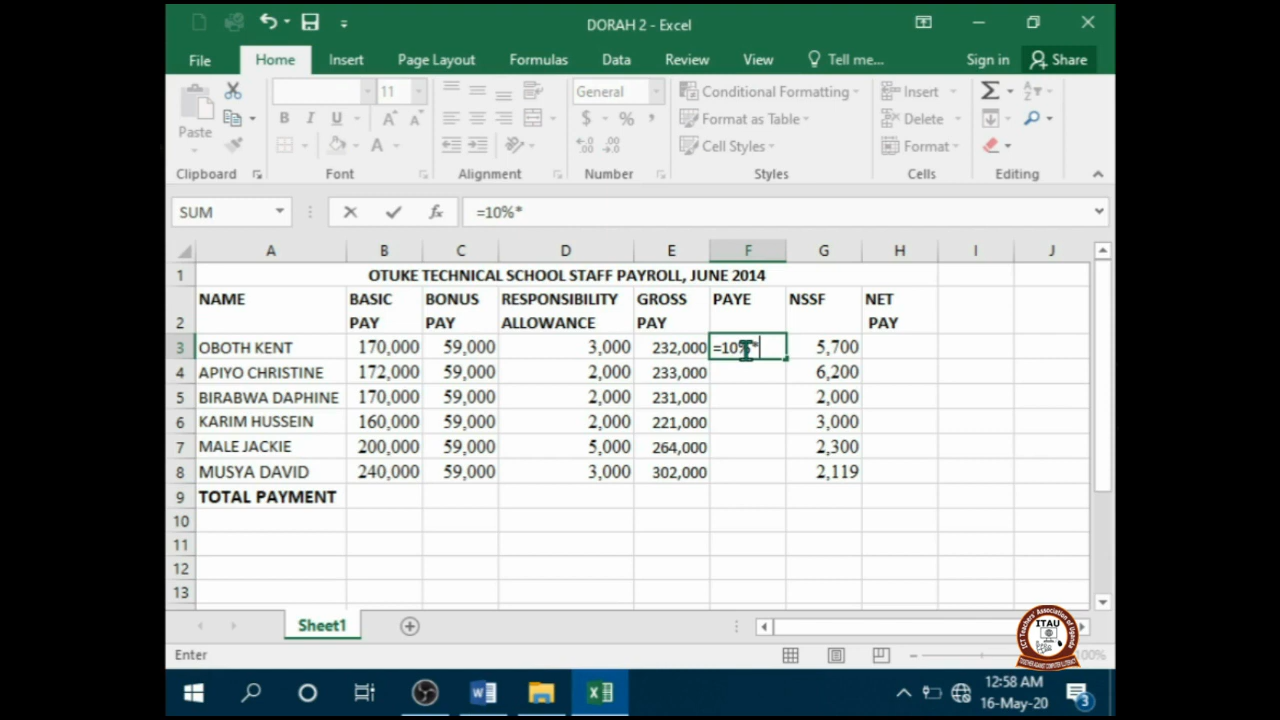 DORAH 2 - Excel
File Home Insert Page Layout Formulas Data Review View Tell me... Sign in Share
Paste
11
B I U A A
A
General
$ % ,
Conditional Formatting
Format as Table
Cell Styles
Insert
Delete
Format
Clipboard Font Alignment Number Styles Cells Editing
SUM fx =10%*
A B C D E F G H I J
1 OTUKE TECHNICAL SCHOOL STAFF PAYROLL, JUNE 2014
NAME BASIC BONUS RESPONSIBILITY GROSS PAYE NSSF NET
2 PAY PAY ALLOWANCE PAY PAY
3 OBOTH KENT 170,000 59,000 3,000 232,000 =10%* 5,700
4 APIYO CHRISTINE 172,000 59,000 2,000 233,000 6,200
5 BIRABWA DAPHINE 170,000 59,000 2,000 231,000 2,000
6 KARIM HUSSEIN 160,000 59,000 2,000 221,000 3,000
7 MALE JACKIE 200,000 59,000 5,000 264,000 2,300
8 MUSYA DAVID 240,000 59,000 3,000 302,000 2,119
9 TOTAL PAYMENT
10
11
12
13
Sheet1
ITAU
Enter
100%
12:58 AM
16-May-20
3